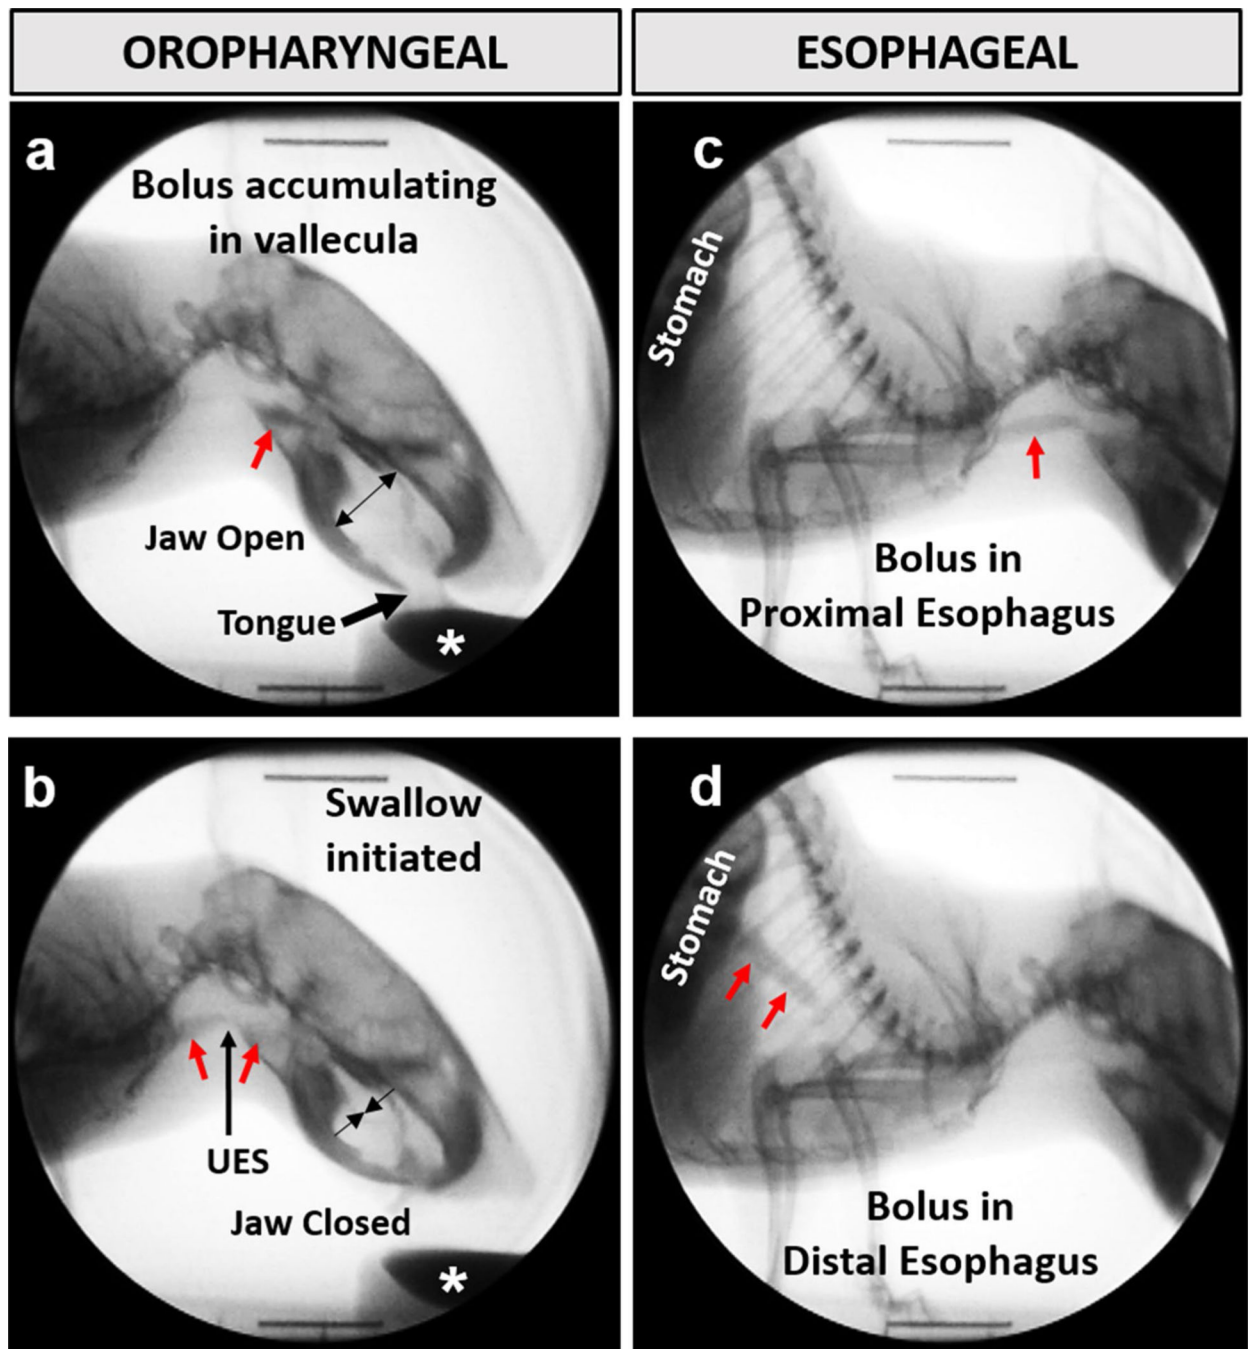 OROPHARYNGEAL
ESOPHAGEAL
a
Bolus accumulating
in vallecula
Jaw Open
Tongue
*
c
Stomach
Bolus in
Proximal Esophagus
b
Swallow
initiated
UES
Jaw Closed
*
d
Stomach
Bolus in
Distal Esophagus